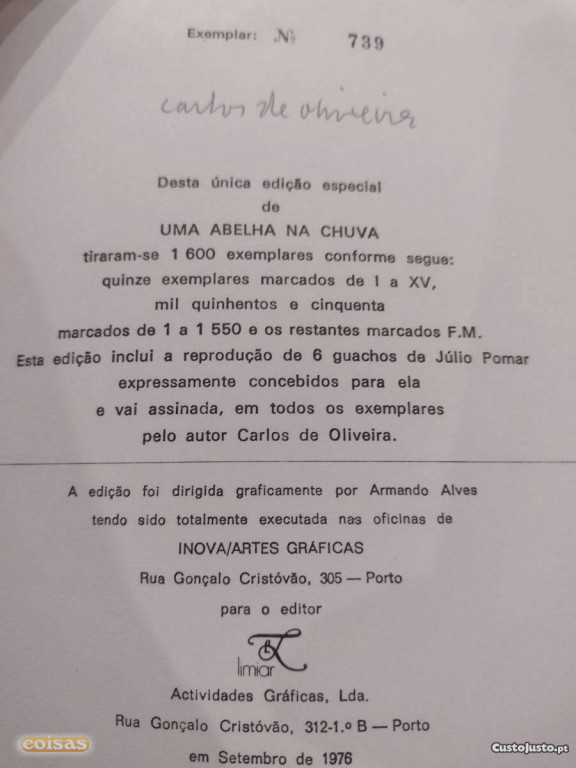 Exemplar: Nº 739
carlos de oliveira
Desta única edição especial
de
UMA ABELHA NA CHUVA
tiraram-se 1 600 exemplares conforme segue:
quinze exemplares marcados de I a XV,
mil quinhentos e cinquenta
marcados de 1 a 1 550 e os restantes marcados F.M.
Esta edição inclui a reprodução de 6 guachos de Júlio Pomar
expressamente concebidos para ela
e vai assinada, em todos os exemplares
pelo autor Carlos de Oliveira.
A edição foi dirigida graficamente por Armando Alves
tendo sido totalmente executada nas oficinas de
INOVA/ARTES GRÁFICAS
Rua Gonçalo Cristóvão, 305 — Porto
para o editor
limiar
Actividades Gráficas, Lda.
Rua Gonçalo Cristóvão, 312-1.º B — Porto
em Setembro de 1976
coisas
CustoJusto.pt